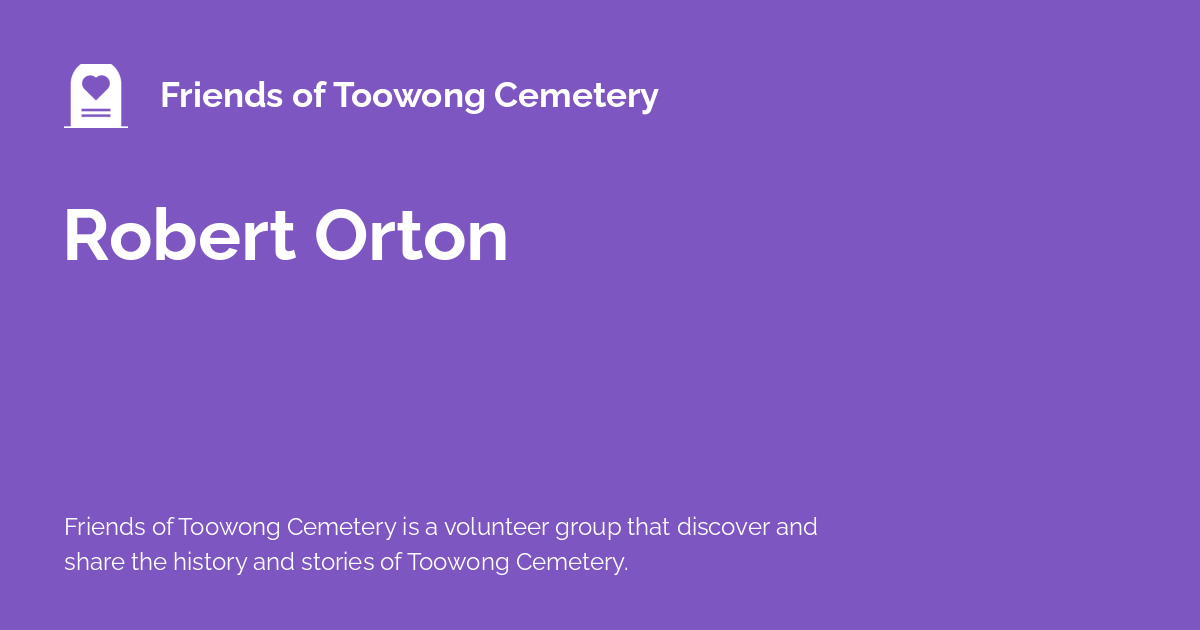 Friends of Toowong Cemetery
Robert Orton
Friends of Toowong Cemetery is a volunteer group that discover and
share the history and stories of Toowong Cemetery.